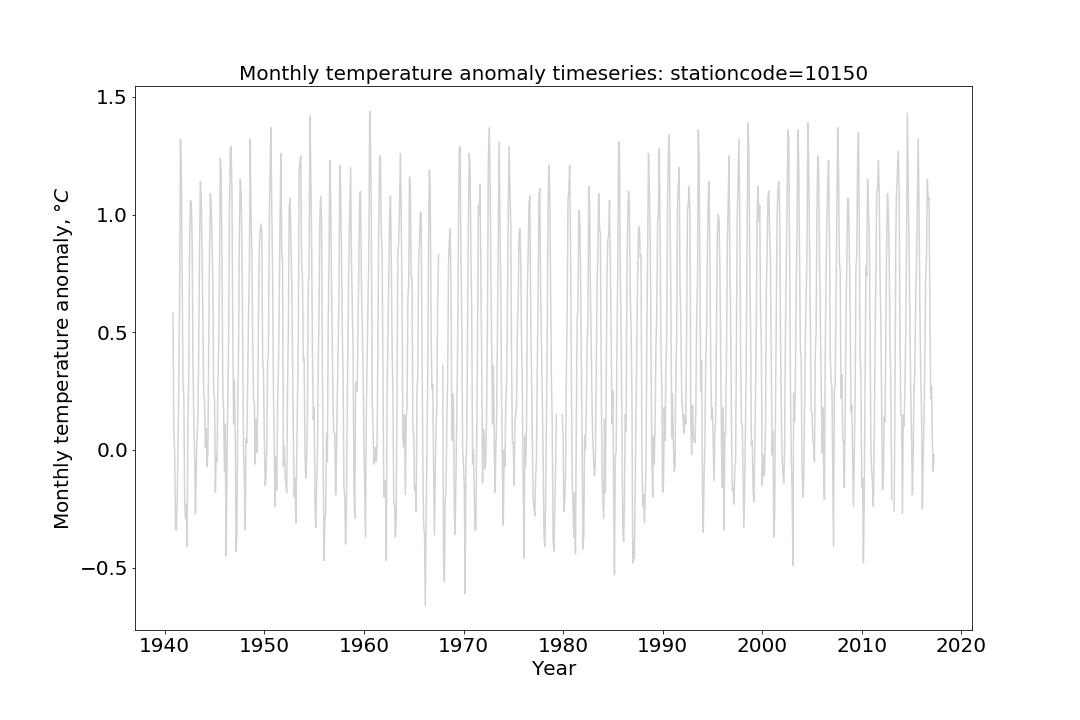 Monthly temperature anomaly timeseries: stationcode=10150
Monthly temperature anomaly, °C
1.5
1.0
0.5
0.0
−0.5
1940 1950 1960 1970 1980 1990 2000 2010 2020
Year